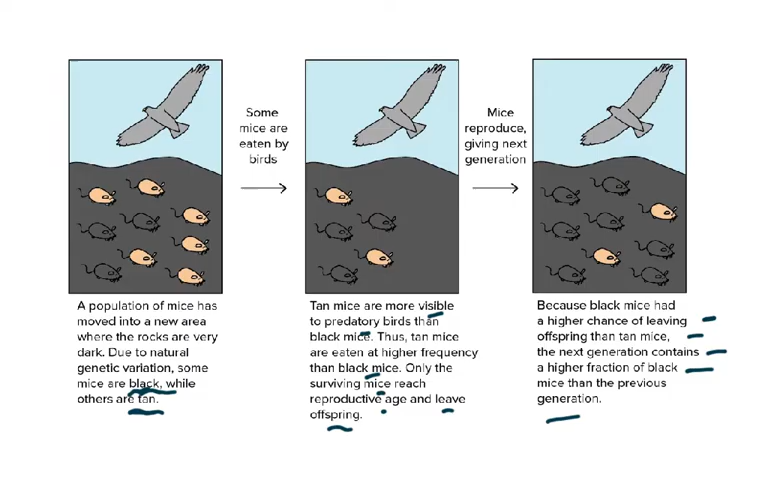 Some
mice are
eaten by
birds
Mice
reproduce,
giving next
generation
A population of mice has
moved into a new area
where the rocks are very
dark. Due to natural
genetic variation, some
mice are black, while
others are tan.
Tan mice are more visible
to predatory birds than
black mice. Thus, tan mice
are eaten at higher frequency
than black mice. Only the
surviving mice reach
reproductive age and leave
offspring.
Because black mice had
a higher chance of leaving
offspring than tan mice,
the next generation contains
a higher fraction of black
mice than the previous
generation.